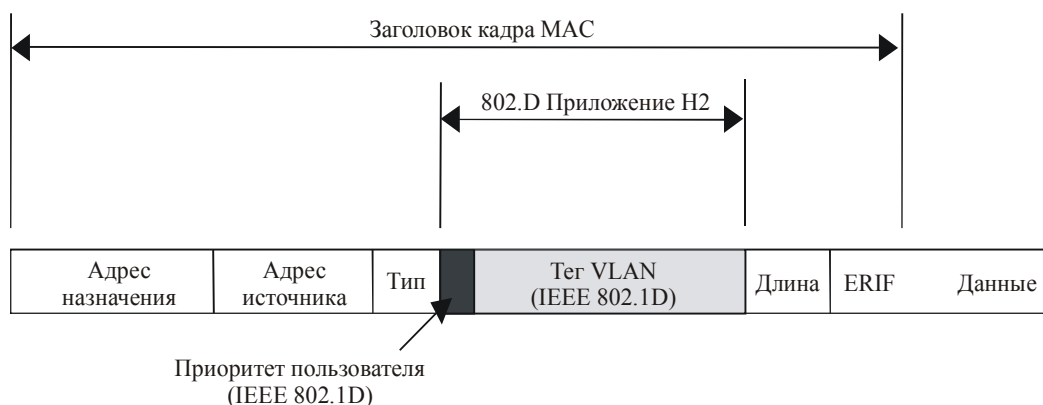 Заголовок кадра MAC
802.D Приложение H2
Адрес
назначения
Адрес
источника
Тип
Тег VLAN
(IEEE 802.1D)
Длина
ERIF
Данные
Приоритет пользователя
(IEEE 802.1D)